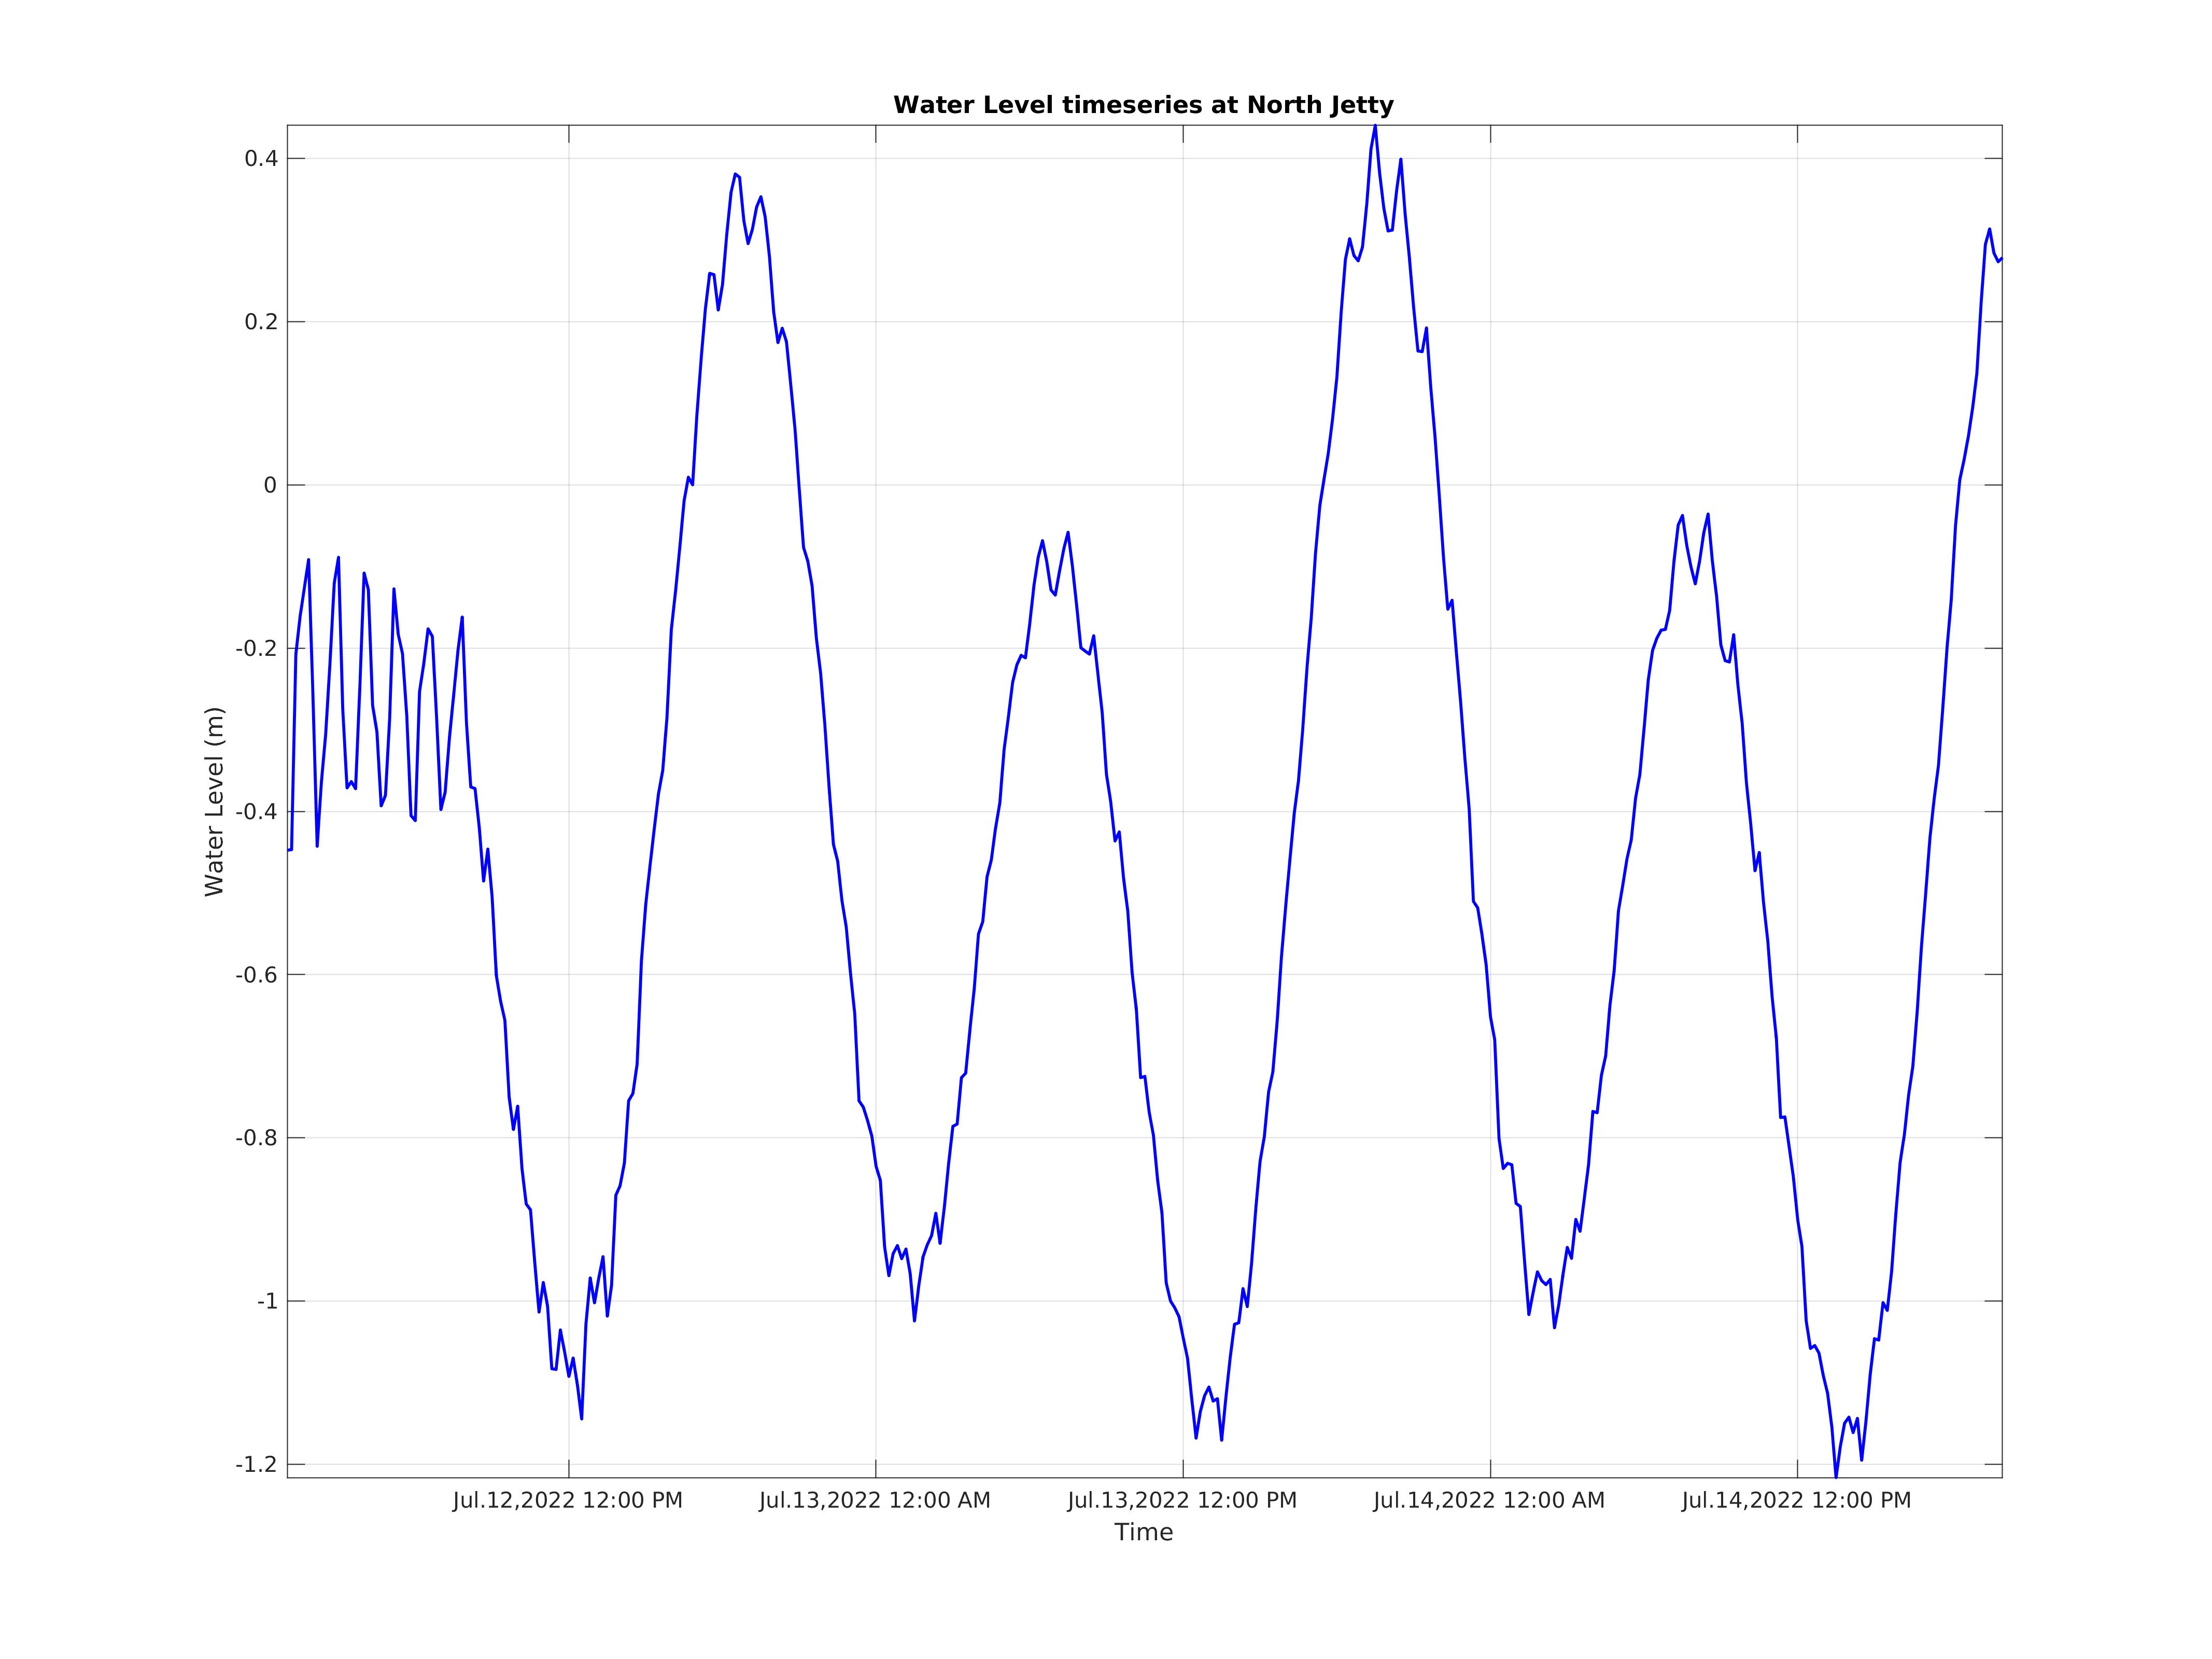 Water Level timeseries at North Jetty
0.4
0.2
0
-0.2
-0.4
-0.6
-0.8
-1
-1.2
Water Level (m)
Jul.12,2022 12:00 PM
Jul.13,2022 12:00 AM
Jul.13,2022 12:00 PM
Jul.14,2022 12:00 AM
Jul.14,2022 12:00 PM
Time